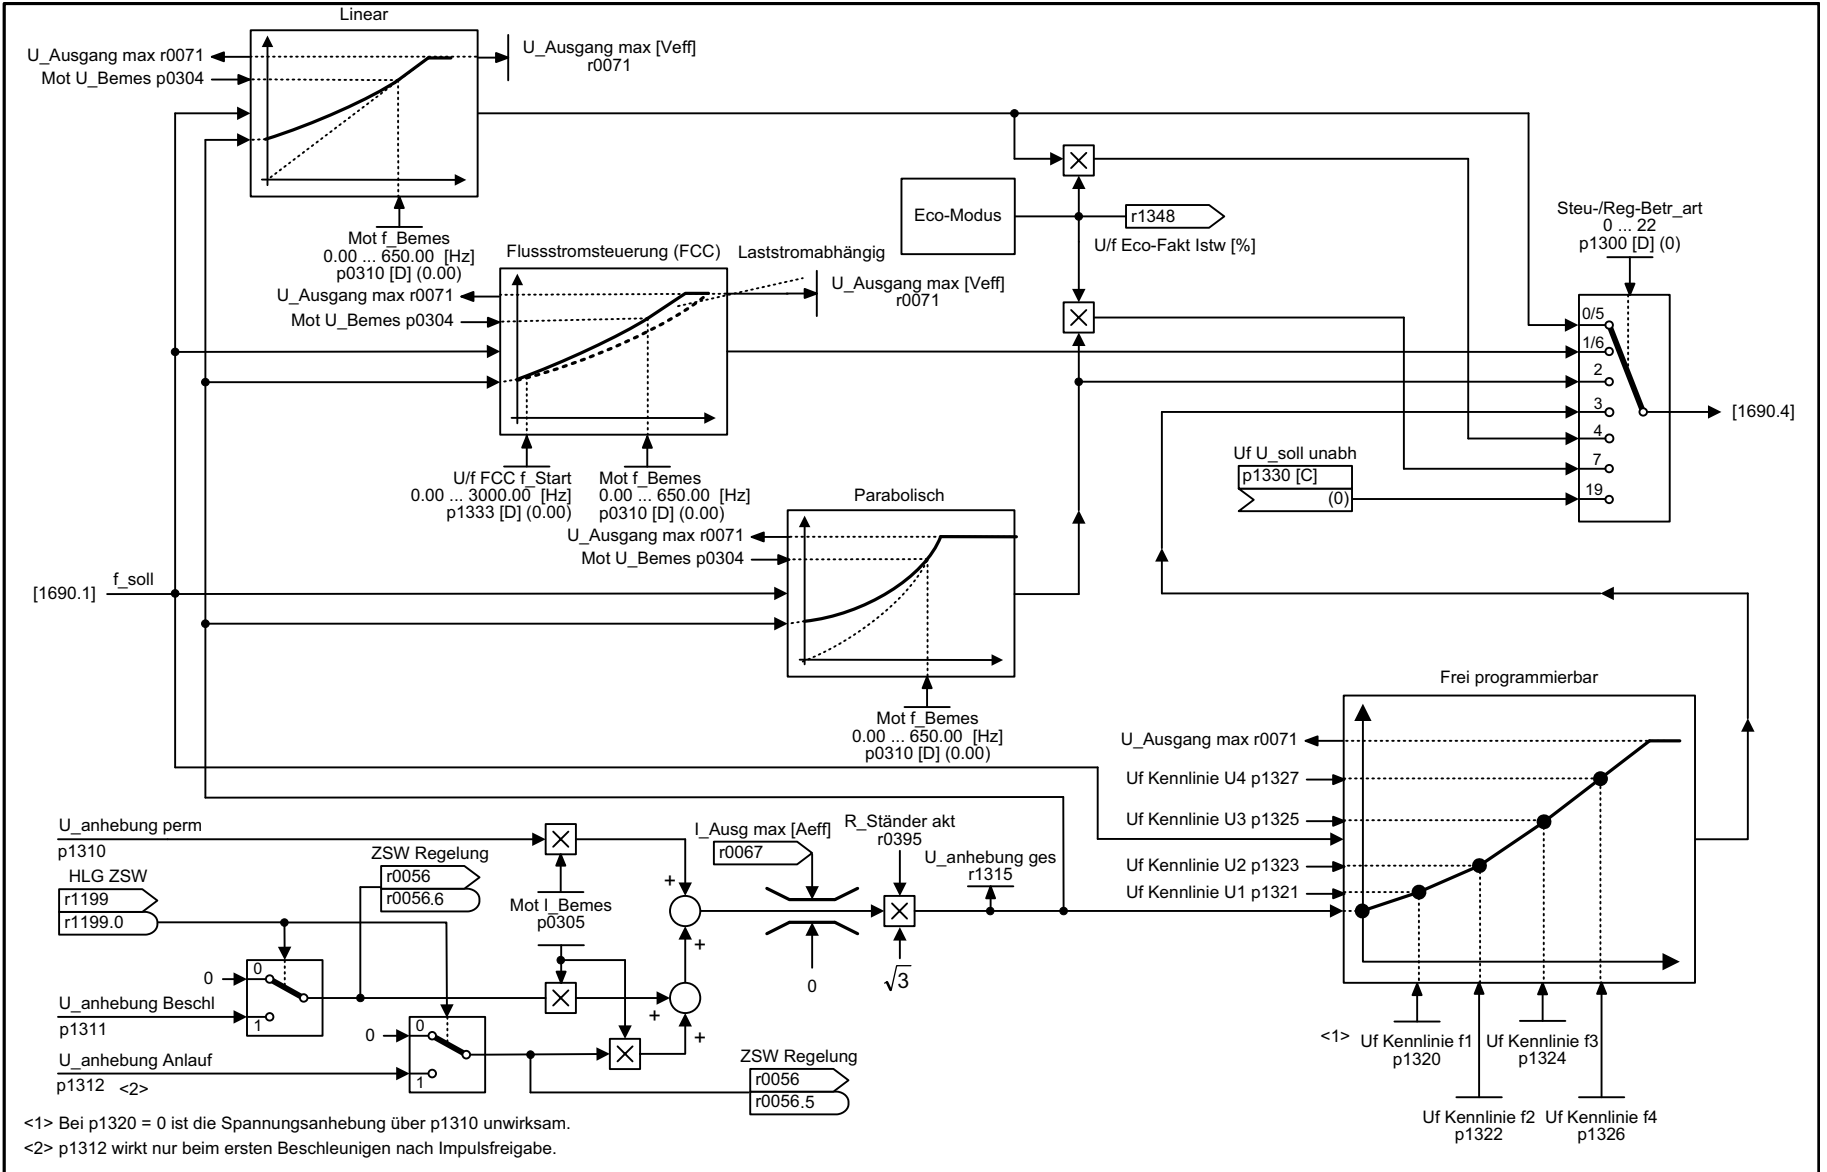 Linear
U_Ausgang max r0071
Mot U_Bemes p0304
U_Ausgang max [Veff]
r0071
Mot f_Bemes
0.00 ... 650.00 [Hz]
p0310 [D] (0.00)
Flussstromsteuerung (FCC)
Laststromabhängig
U_Ausgang max r0071
Mot U_Bemes p0304
U_Ausgang max [Veff]
r0071
U/f FCC f_Start
0.00 ... 3000.00 [Hz]
p1333 [D] (0.00)
Mot f_Bemes
0.00 ... 650.00 [Hz]
p0310 [D] (0.00)
Eco-Modus
r1348
U/f Eco-Fakt Istw [%]
Steu-/Reg-Betr_art
0 ... 22
p1300 [D] (0)
0/5
1/6
2
3
4
7
19
[1690.4]
Uf U_soll unabh
p1330 [C]
(0)
Parabolisch
U_Ausgang max r0071
Mot U_Bemes p0304
Mot f_Bemes
0.00 ... 650.00 [Hz]
p0310 [D] (0.00)
[1690.1]
f_soll
Frei programmierbar
U_Ausgang max r0071
Uf Kennlinie U4 p1327
Uf Kennlinie U3 p1325
Uf Kennlinie U2 p1323
Uf Kennlinie U1 p1321
<1>
Uf Kennlinie f1
p1320
Uf Kennlinie f3
p1324
Uf Kennlinie f2
p1322
Uf Kennlinie f4
p1326
U_anhebung perm
p1310
HLG ZSW
r1199
r1199.0
ZSW Regelung
r0056
r0056.6
Mot I_Bemes
p0305
+
+
+
+
I_Ausg max [Aeff]
r0067
0
R_Ständer akt
r0395
√3
U_anhebung ges
r1315
0
0
1
U_anhebung Beschl
p1311
0
0
1
U_anhebung Anlauf
p1312 <2>
ZSW Regelung
r0056
r0056.5
<1> Bei p1320 = 0 ist die Spannungsanhebung über p1310 unwirksam.
<2> p1312 wirkt nur beim ersten Beschleunigen nach Impulsfreigabe.